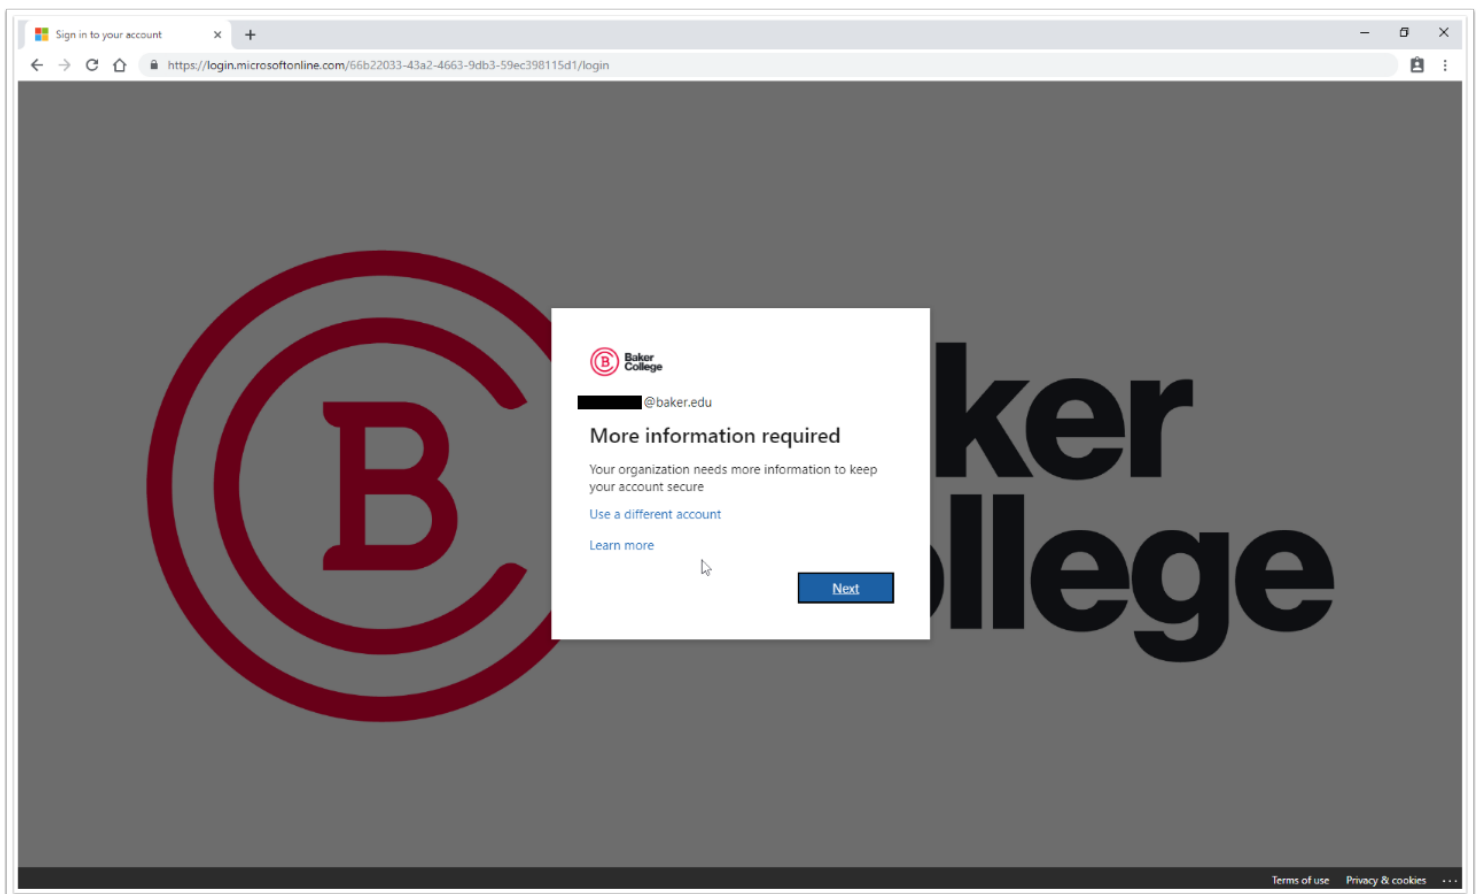 Sign in to your account
https://login.microsoftonline.com/66b22033-43a2-4663-9db3-59ec398115d1/login
B
ker
llege
B Baker
College
@baker.edu
More information required
Your organization needs more information to keep
your account secure
Use a different account
Learn more
Next
Terms of use Privacy & cookies ...